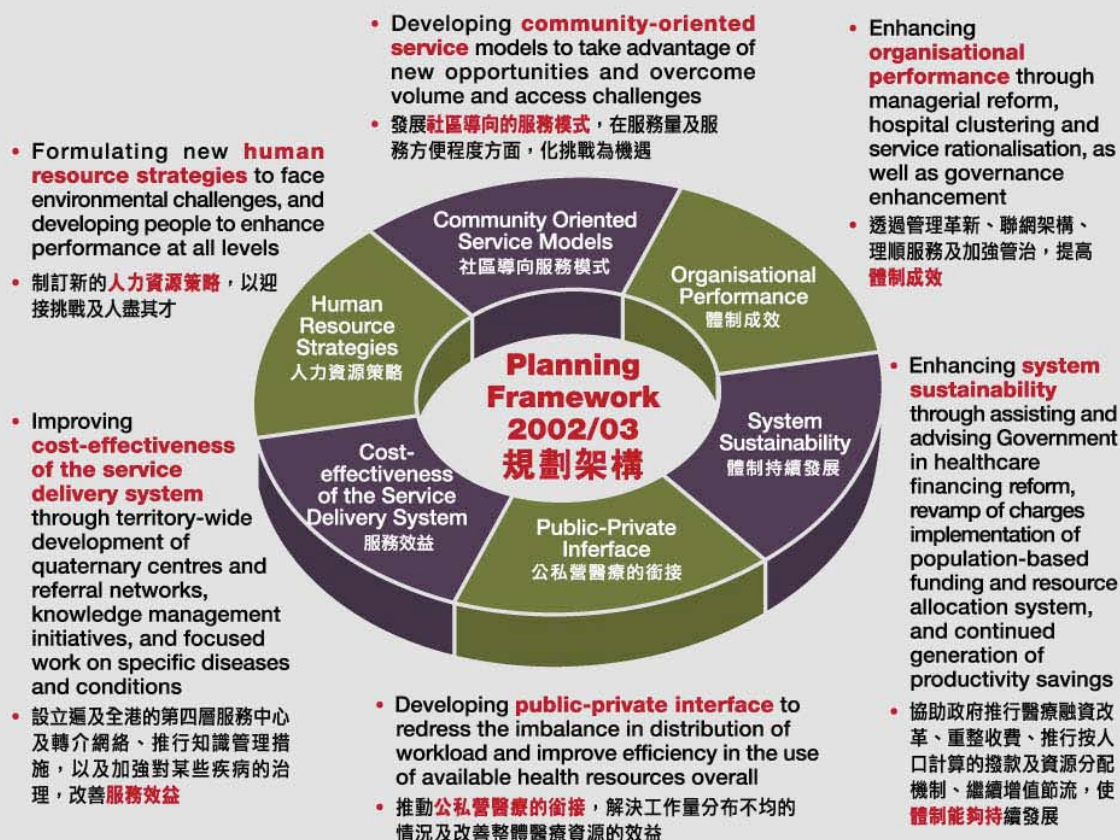 • Developing community-oriented
service models to take advantage of
new opportunities and overcome
volume and access challenges
• 發展社區導向的服務模式，在服務量及服
務方便程度方面，化挑戰為機遇
• Enhancing
organisational
performance through
managerial reform,
hospital clustering and
service rationalisation, as
well as governance
enhancement
• 透過管理革新、聯網架構、
理順服務及加強管治，提高
體制成效
• Formulating new human
resource strategies to face
environmental challenges, and
developing people to enhance
performance at all levels
• 制訂新的人力資源策略，以迎
接挑戰及人盡其才
Community Oriented
Service Models
社區導向服務模式
Organisational
Performance
體制成效
Human
Resource
Strategies
人力資源策略
Planning
Framework
2002/03
規劃架構
System
Sustainability
體制持續發展
Cost-
effectiveness
of the Service
Delivery System
服務效益
Public-Private
Inferface
公私營醫療的銜接
• Enhancing system
sustainability
through assisting and
advising Government
in healthcare
financing reform,
revamp of charges
implementation of
population-based
funding and resource
allocation system,
and continued
generation of
productivity savings
• 協助政府推行醫療融資改
革、重整收費、推行按人
口計算的撥款及資源分配
機制、繼續增值節流，使
體制能夠持續發展
• Improving
cost-effectiveness
of the service
delivery system
through territory-wide
development of
quaternary centres and
referral networks,
knowledge management
initiatives, and focused
work on specific diseases
and conditions
• 設立遍及全港的第四層服務中心
及轉介網絡、推行知識管理措
施，以及加強對某些疾病的治
理，改善服務效益
• Developing public-private interface to
redress the imbalance in distribution of
workload and improve efficiency in the use
of available health resources overall
• 推動公私營醫療的銜接，解決工作量分布不均的
情況及改善整體醫療資源的效益